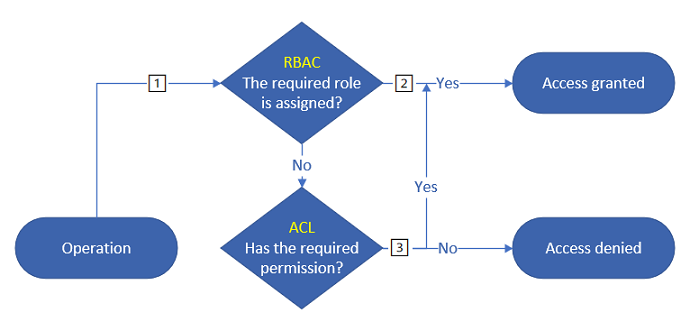 RBAC
The required role
is assigned?
1
2
Yes
Access granted
No
Yes
ACL
Has the required
permission?
3
No
Operation
Access denied